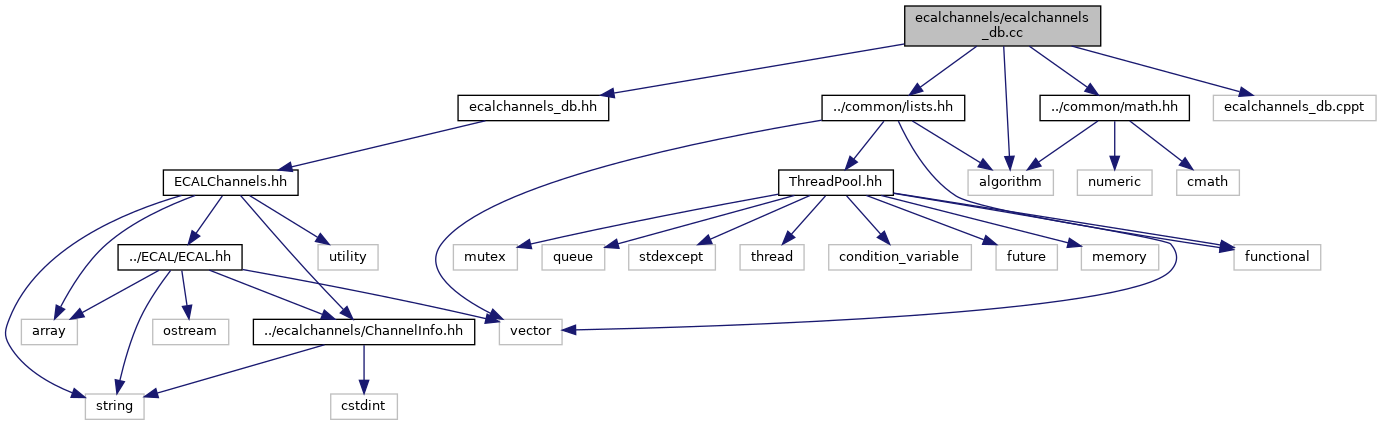 ecalchannels/ecalchannels
_db.cc
ecalchannels_db.hh
../common/lists.hh
../common/math.hh
ecalchannels_db.cppt
ECALChannels.hh
ThreadPool.hh
algorithm
numeric
cmath
../ECAL/ECAL.hh
utility
mutex
queue
stdexcept
thread
condition_variable
future
memory
functional
array
ostream
../ecalchannels/ChannelInfo.hh
vector
string
cstdint